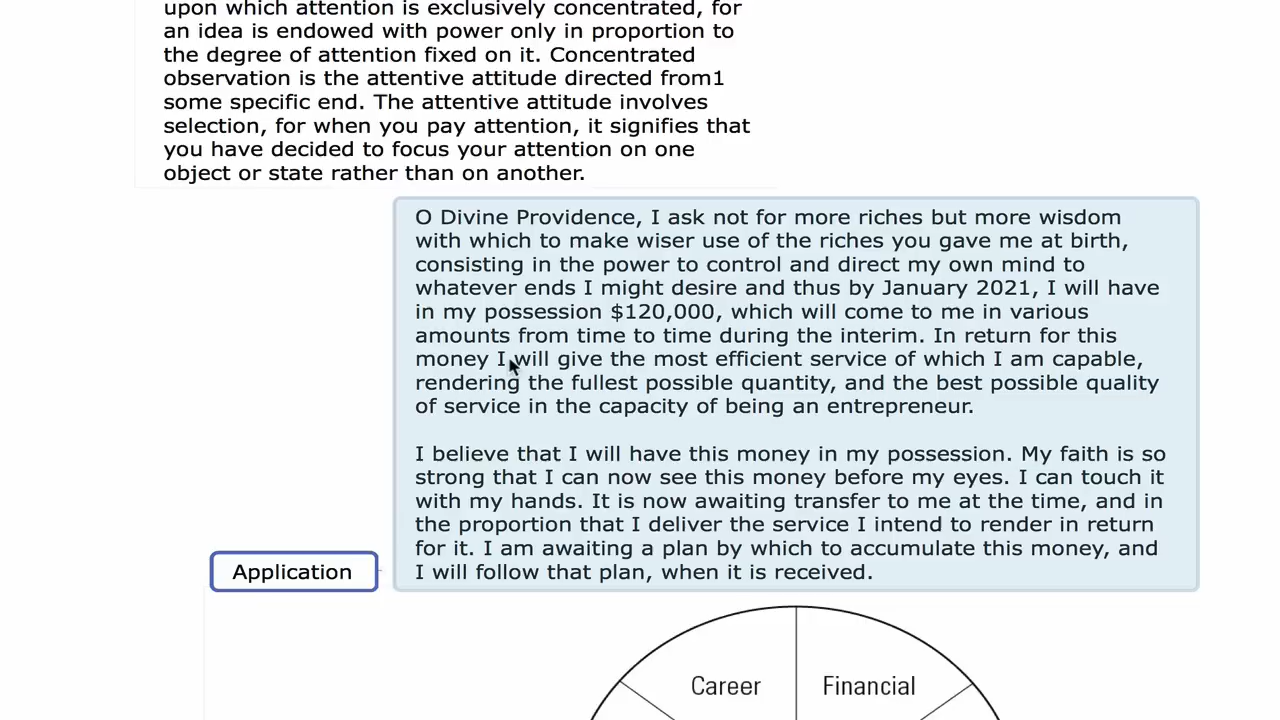 upon which attention is exclusively concentrated, for
an idea is endowed with power only in proportion to
the degree of attention fixed on it. Concentrated
observation is the attentive attitude directed from1
some specific end. The attentive attitude involves
selection, for when you pay attention, it signifies that
you have decided to focus your attention on one
object or state rather than on another.
O Divine Providence, I ask not for more riches but more wisdom
with which to make wiser use of the riches you gave me at birth,
consisting in the power to control and direct my own mind to
whatever ends I might desire and thus by January 2021, I will have
in my possession $120,000, which will come to me in various
amounts from time to time during the interim. In return for this
money I will give the most efficient service of which I am capable,
rendering the fullest possible quantity, and the best possible quality
of service in the capacity of being an entrepreneur.
I believe that I will have this money in my possession. My faith is so
strong that I can now see this money before my eyes. I can touch it
with my hands. It is now awaiting transfer to me at the time, and in
the proportion that I deliver the service I intend to render in return
for it. I am awaiting a plan by which to accumulate this money, and
I will follow that plan, when it is received.
Application
Career
Financial